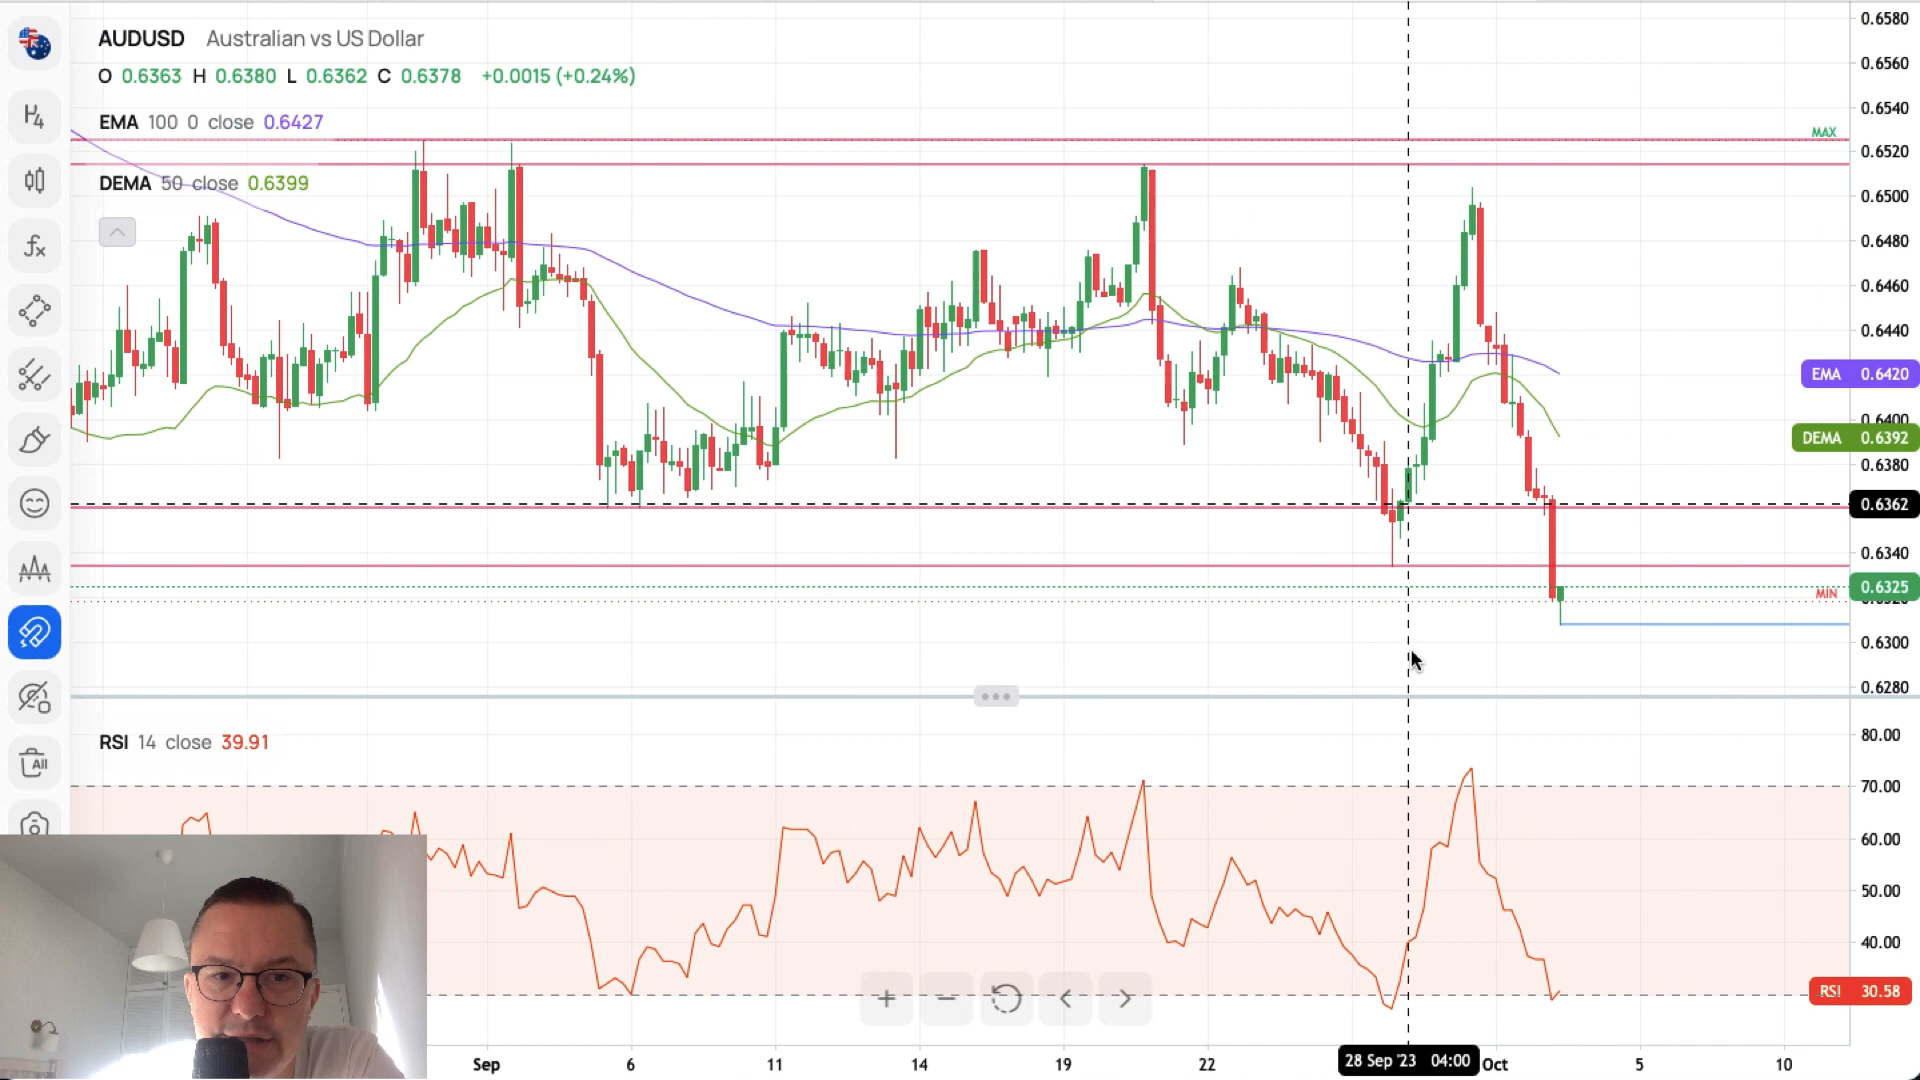 AUDUSD Australian vs US Dollar
O 0.6363 H 0.6380 L 0.6362 C 0.6378 +0.0015 (+0.24%)
EMA 100 0 close 0.6427
DEMA 50 close 0.6399
H4
fx
All
MAX
MIN
0.6580
0.6560
0.6540
0.6520
0.6500
0.6480
0.6460
0.6440
EMA 0.6420
0.6400
DEMA 0.6392
0.6380
0.6362
0.6340
0.6325
0.6300
0.6280
RSI 14 close 39.91
80.00
70.00
60.00
50.00
40.00
RSI 30.58
Sep 6 11 14 19 22 28 Sep '23 04:00 Oct 5 10